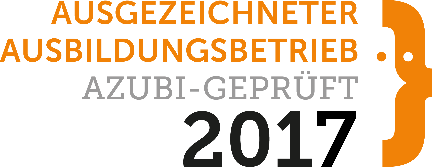 AUSGEZEICHNETER
AUSBILDUNGSBETRIEB
AZUBI-GEPRÜFT
2017